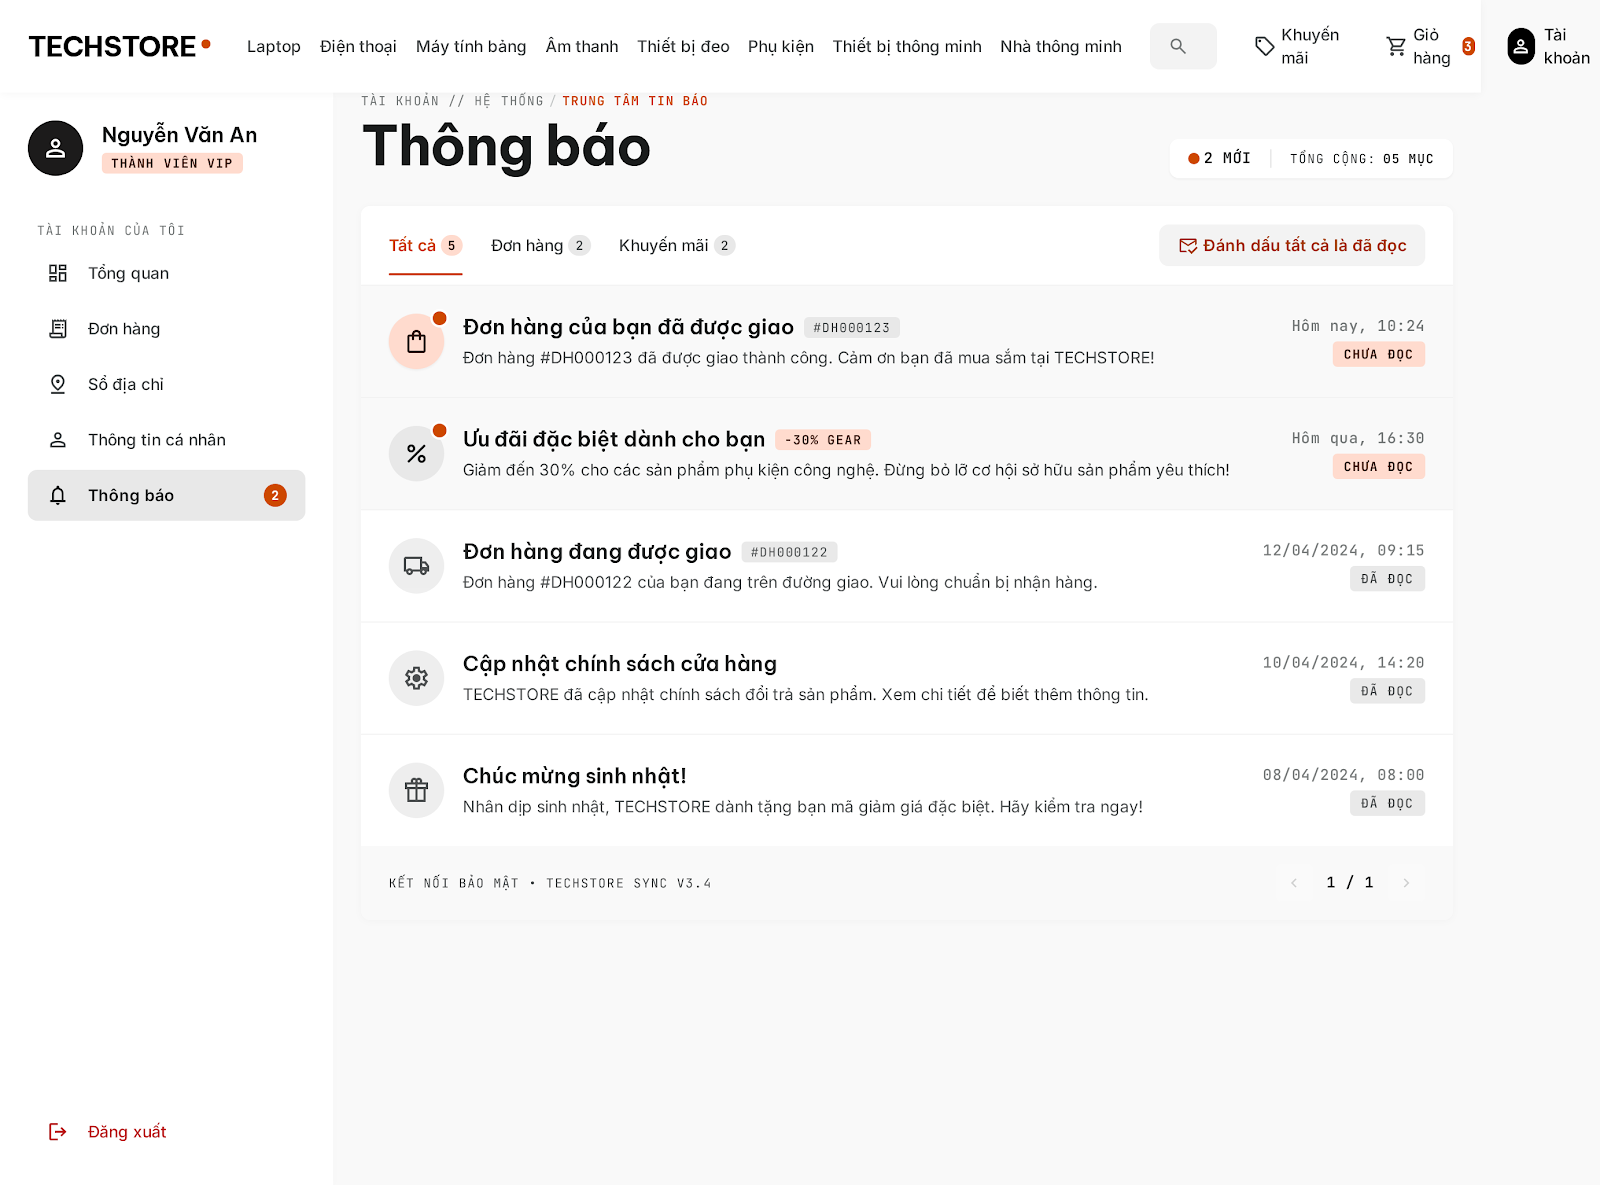 TECHSTORE
Laptop
Điện thoại
Máy tính bảng
Âm thanh
Thiết bị đeo
Phụ kiện
Thiết bị thông minh
Nhà thông minh
Khuyến
mãi
Giỏ
hàng
3
Tài
khoản
Nguyễn Văn An
THÀNH VIÊN VIP
TÀI KHOẢN CỦA TÔI
Tổng quan
Đơn hàng
Sổ địa chỉ
Thông tin cá nhân
Thông báo 2
Đăng xuất
TÀI KHOẢN // HỆ THỐNG / TRUNG TÂM TIN BÁO
Thông báo
2 MỚI
TỔNG CỘNG: 05 MỤC
Tất cả 5
Đơn hàng 2
Khuyến mãi 2
Đánh dấu tất cả là đã đọc
Đơn hàng của bạn đã được giao #DH000123
Đơn hàng #DH000123 đã được giao thành công. Cảm ơn bạn đã mua sắm tại TECHSTORE!
Hôm nay, 10:24
CHƯA ĐỌC
Ưu đãi đặc biệt dành cho bạn -30% GEAR
Giảm đến 30% cho các sản phẩm phụ kiện công nghệ. Đừng bỏ lỡ cơ hội sở hữu sản phẩm yêu thích!
Hôm qua, 16:30
CHƯA ĐỌC
Đơn hàng đang được giao #DH000122
Đơn hàng #DH000122 của bạn đang trên đường giao. Vui lòng chuẩn bị nhận hàng.
12/04/2024, 09:15
ĐÃ ĐỌC
Cập nhật chính sách cửa hàng
TECHSTORE đã cập nhật chính sách đổi trả sản phẩm. Xem chi tiết để biết thêm thông tin.
10/04/2024, 14:20
ĐÃ ĐỌC
Chúc mừng sinh nhật!
Nhân dịp sinh nhật, TECHSTORE dành tặng bạn mã giảm giá đặc biệt. Hãy kiểm tra ngay!
08/04/2024, 08:00
ĐÃ ĐỌC
KẾT NỐI BẢO MẬT • TECHSTORE SYNC V3.4
1 / 1